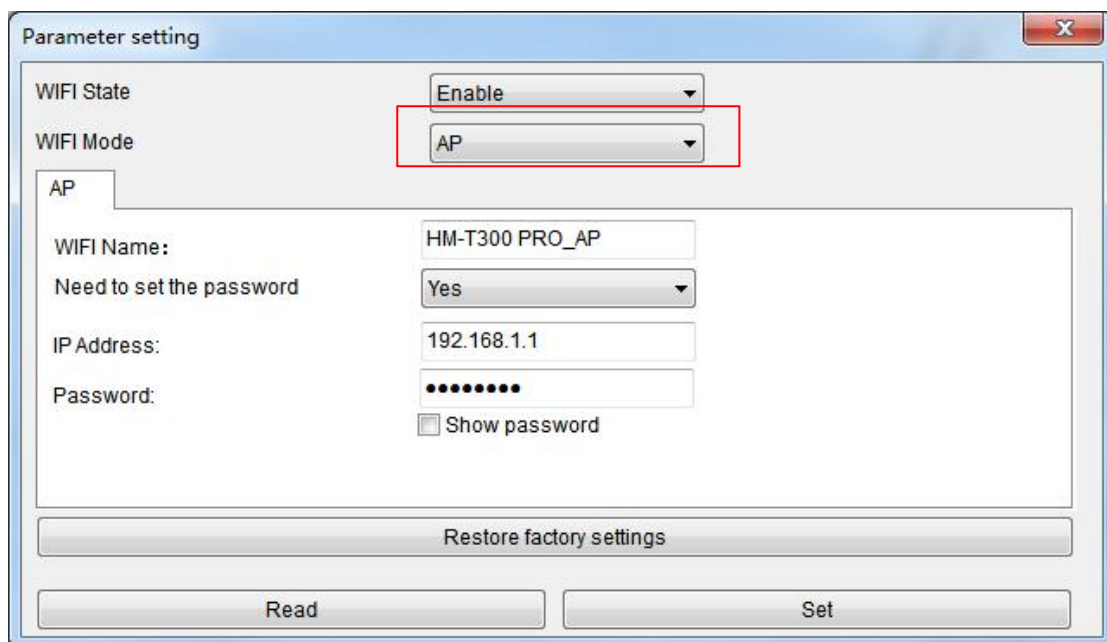 Parameter setting
WIFI State Enable
WIFI Mode AP
AP
WIFI Name: HM-T300 PRO_AP
Need to set the password Yes
IP Address: 192.168.1.1
Password: ●●●●●●●●
Show password
Restore factory settings
Read Set